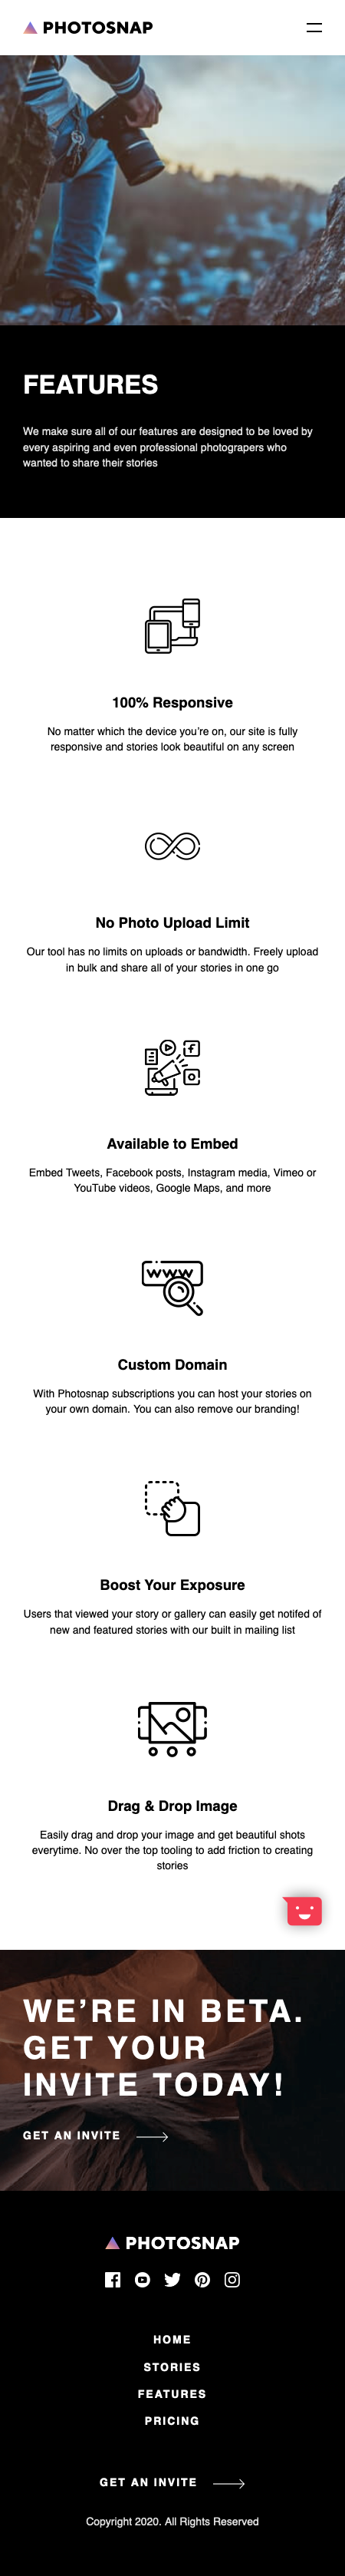 PHOTOSNAP
FEATURES
We make sure all of our features are designed to be loved by
every aspiring and even professional photograpers who
wanted to share their stories
100% Responsive
No matter which the device you're on, our site is fully
responsive and stories look beautiful on any screen
No Photo Upload Limit
Our tool has no limits on uploads or bandwidth. Freely upload
in bulk and share all of your stories in one go
Available to Embed
Embed Tweets, Facebook posts, Instagram media, Vimeo or
YouTube videos, Google Maps, and more
www
Custom Domain
With Photosnap subscriptions you can host your stories on
your own domain. You can also remove our branding!
Boost Your Exposure
Users that viewed your story or gallery can easily get notifed of
new and featured stories with our built in mailing list
Drag & Drop Image
Easily drag and drop your image and get beautiful shots
everytime. No over the top tooling to add friction to creating
stories
WE'RE IN BETA.
GET YOUR
INVITE TODAY!
GET AN INVITE
PHOTOSNAP
HOME
STORIES
FEATURES
PRICING
GET AN INVITE
Copyright 2020. All Rights Reserved